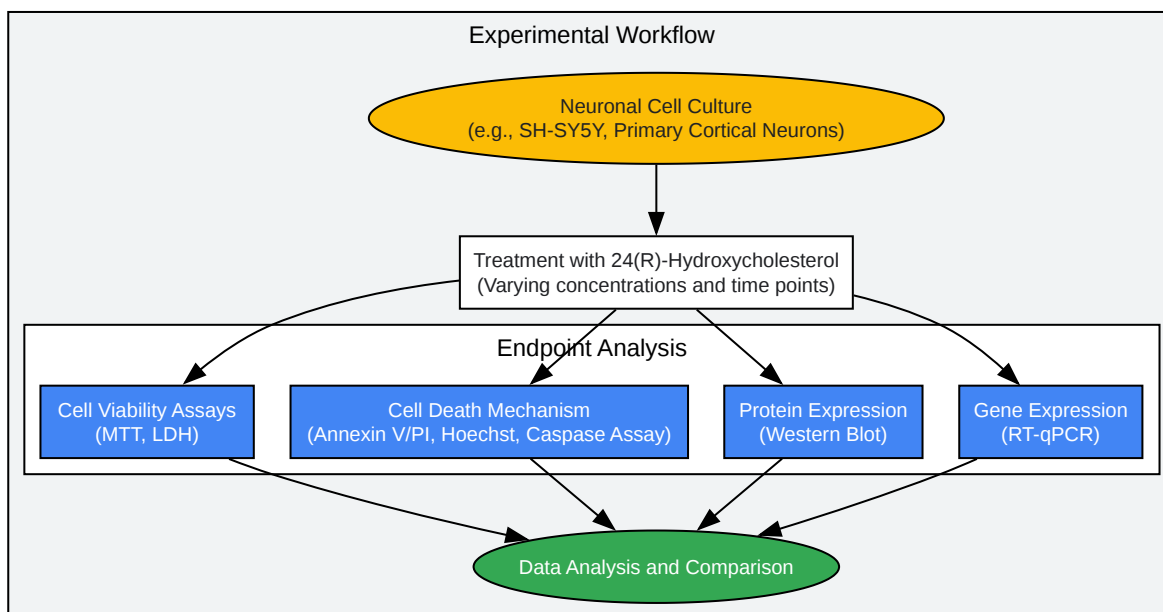 Experimental Workflow
Neuronal Cell Culture
(e.g., SH-SY5Y, Primary Cortical Neurons)
Treatment with 24(R)-Hydroxycholesterol
(Varying concentrations and time points)
Endpoint Analysis
Cell Viability Assays
(MTT, LDH)
Cell Death Mechanism
(Annexin V/PI, Hoechst, Caspase Assay)
Protein Expression
(Western Blot)
Gene Expression
(RT-qPCR)
Data Analysis and Comparison